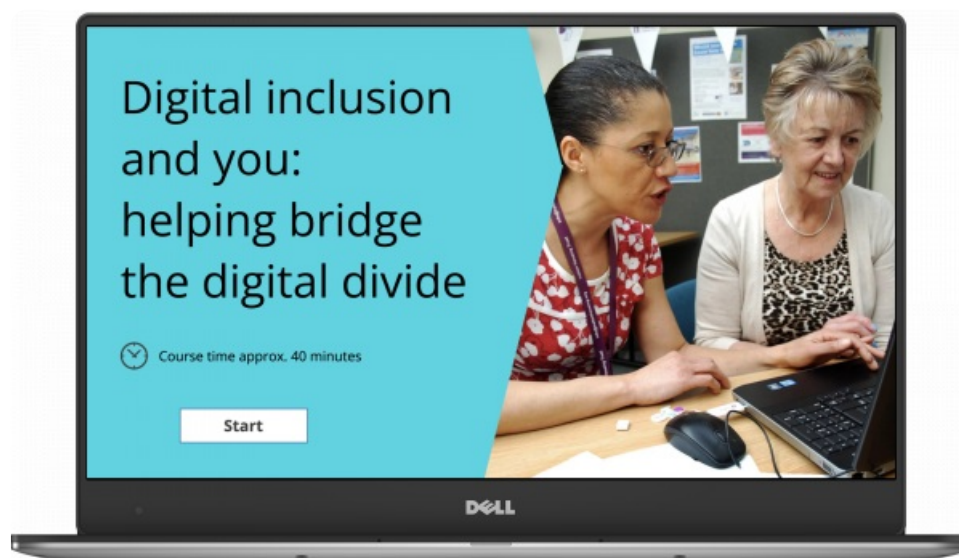 Digital inclusion
and you:
helping bridge
the digital divide
Course time approx. 40 minutes
Start
DELL